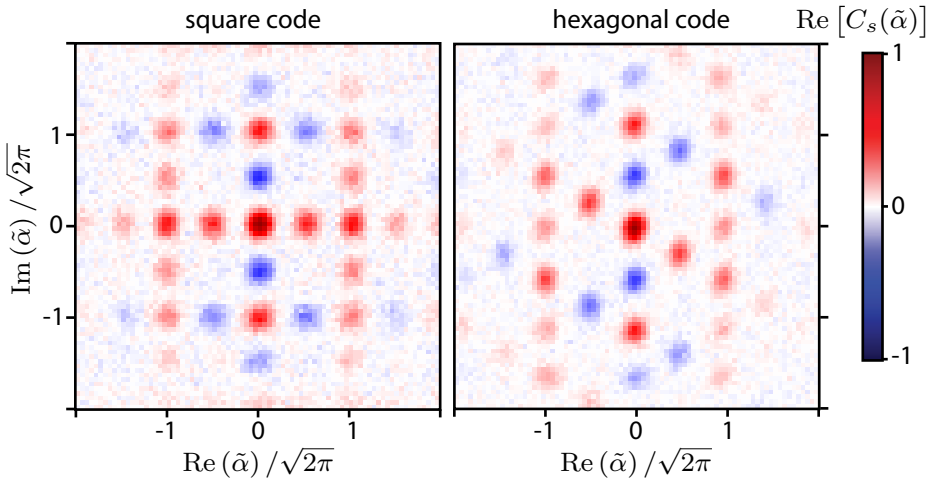 square code
hexagonal code
Re [C_s(α̃)]
1
0
-1
Im (α̃) /√2π
1
0
-1
-1 0 1
-1 0 1
Re (α̃) /√2π
Re (α̃) /√2π